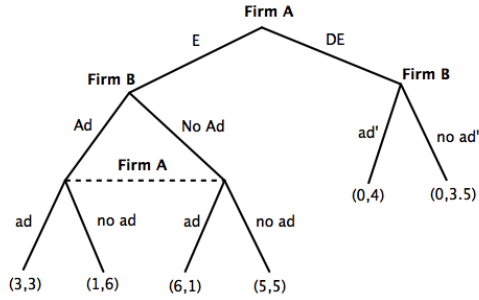 Firm A
E
DE
Firm B
Firm B
Ad
No Ad
ad'
no ad'
Firm A
(0,4)
(0,3.5)
ad
no ad
ad
no ad
(3,3)
(1,6)
(6,1)
(5,5)